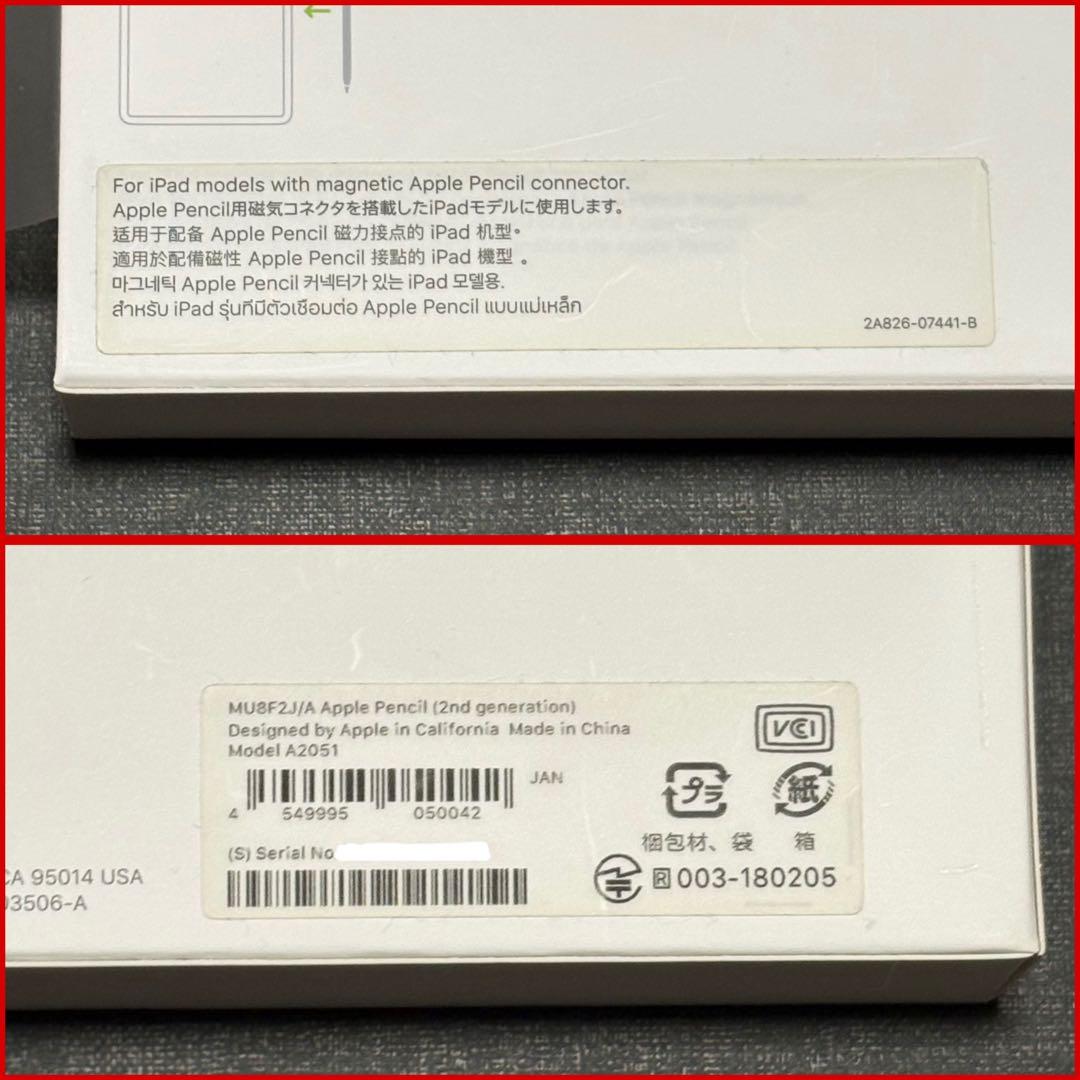 For iPad models with magnetic Apple Pencil connector.
Apple Pencil用磁気コネクタを搭載したiPadモデルに使用します。
适用于配备 Apple Pencil 磁力接点的 iPad 机型。
適用於配備磁性 Apple Pencil 接點的 iPad 機型 。
마그네틱 Apple Pencil 커넥터가 있는 iPad 모델용.
สำหรับ iPad รุ่นที่มีตัวเชื่อมต่อ Apple Pencil แบบแม่เหล็ก
2A826-07441-B
MU8F2J/A Apple Pencil (2nd generation)
Designed by Apple in California Made in China
Model A2051
VCCI
JAN
4 549995 050042
プラ
紙
梱包材、袋 箱
(S) Serial No
R 003-180205
CA 95014 USA
03506-A